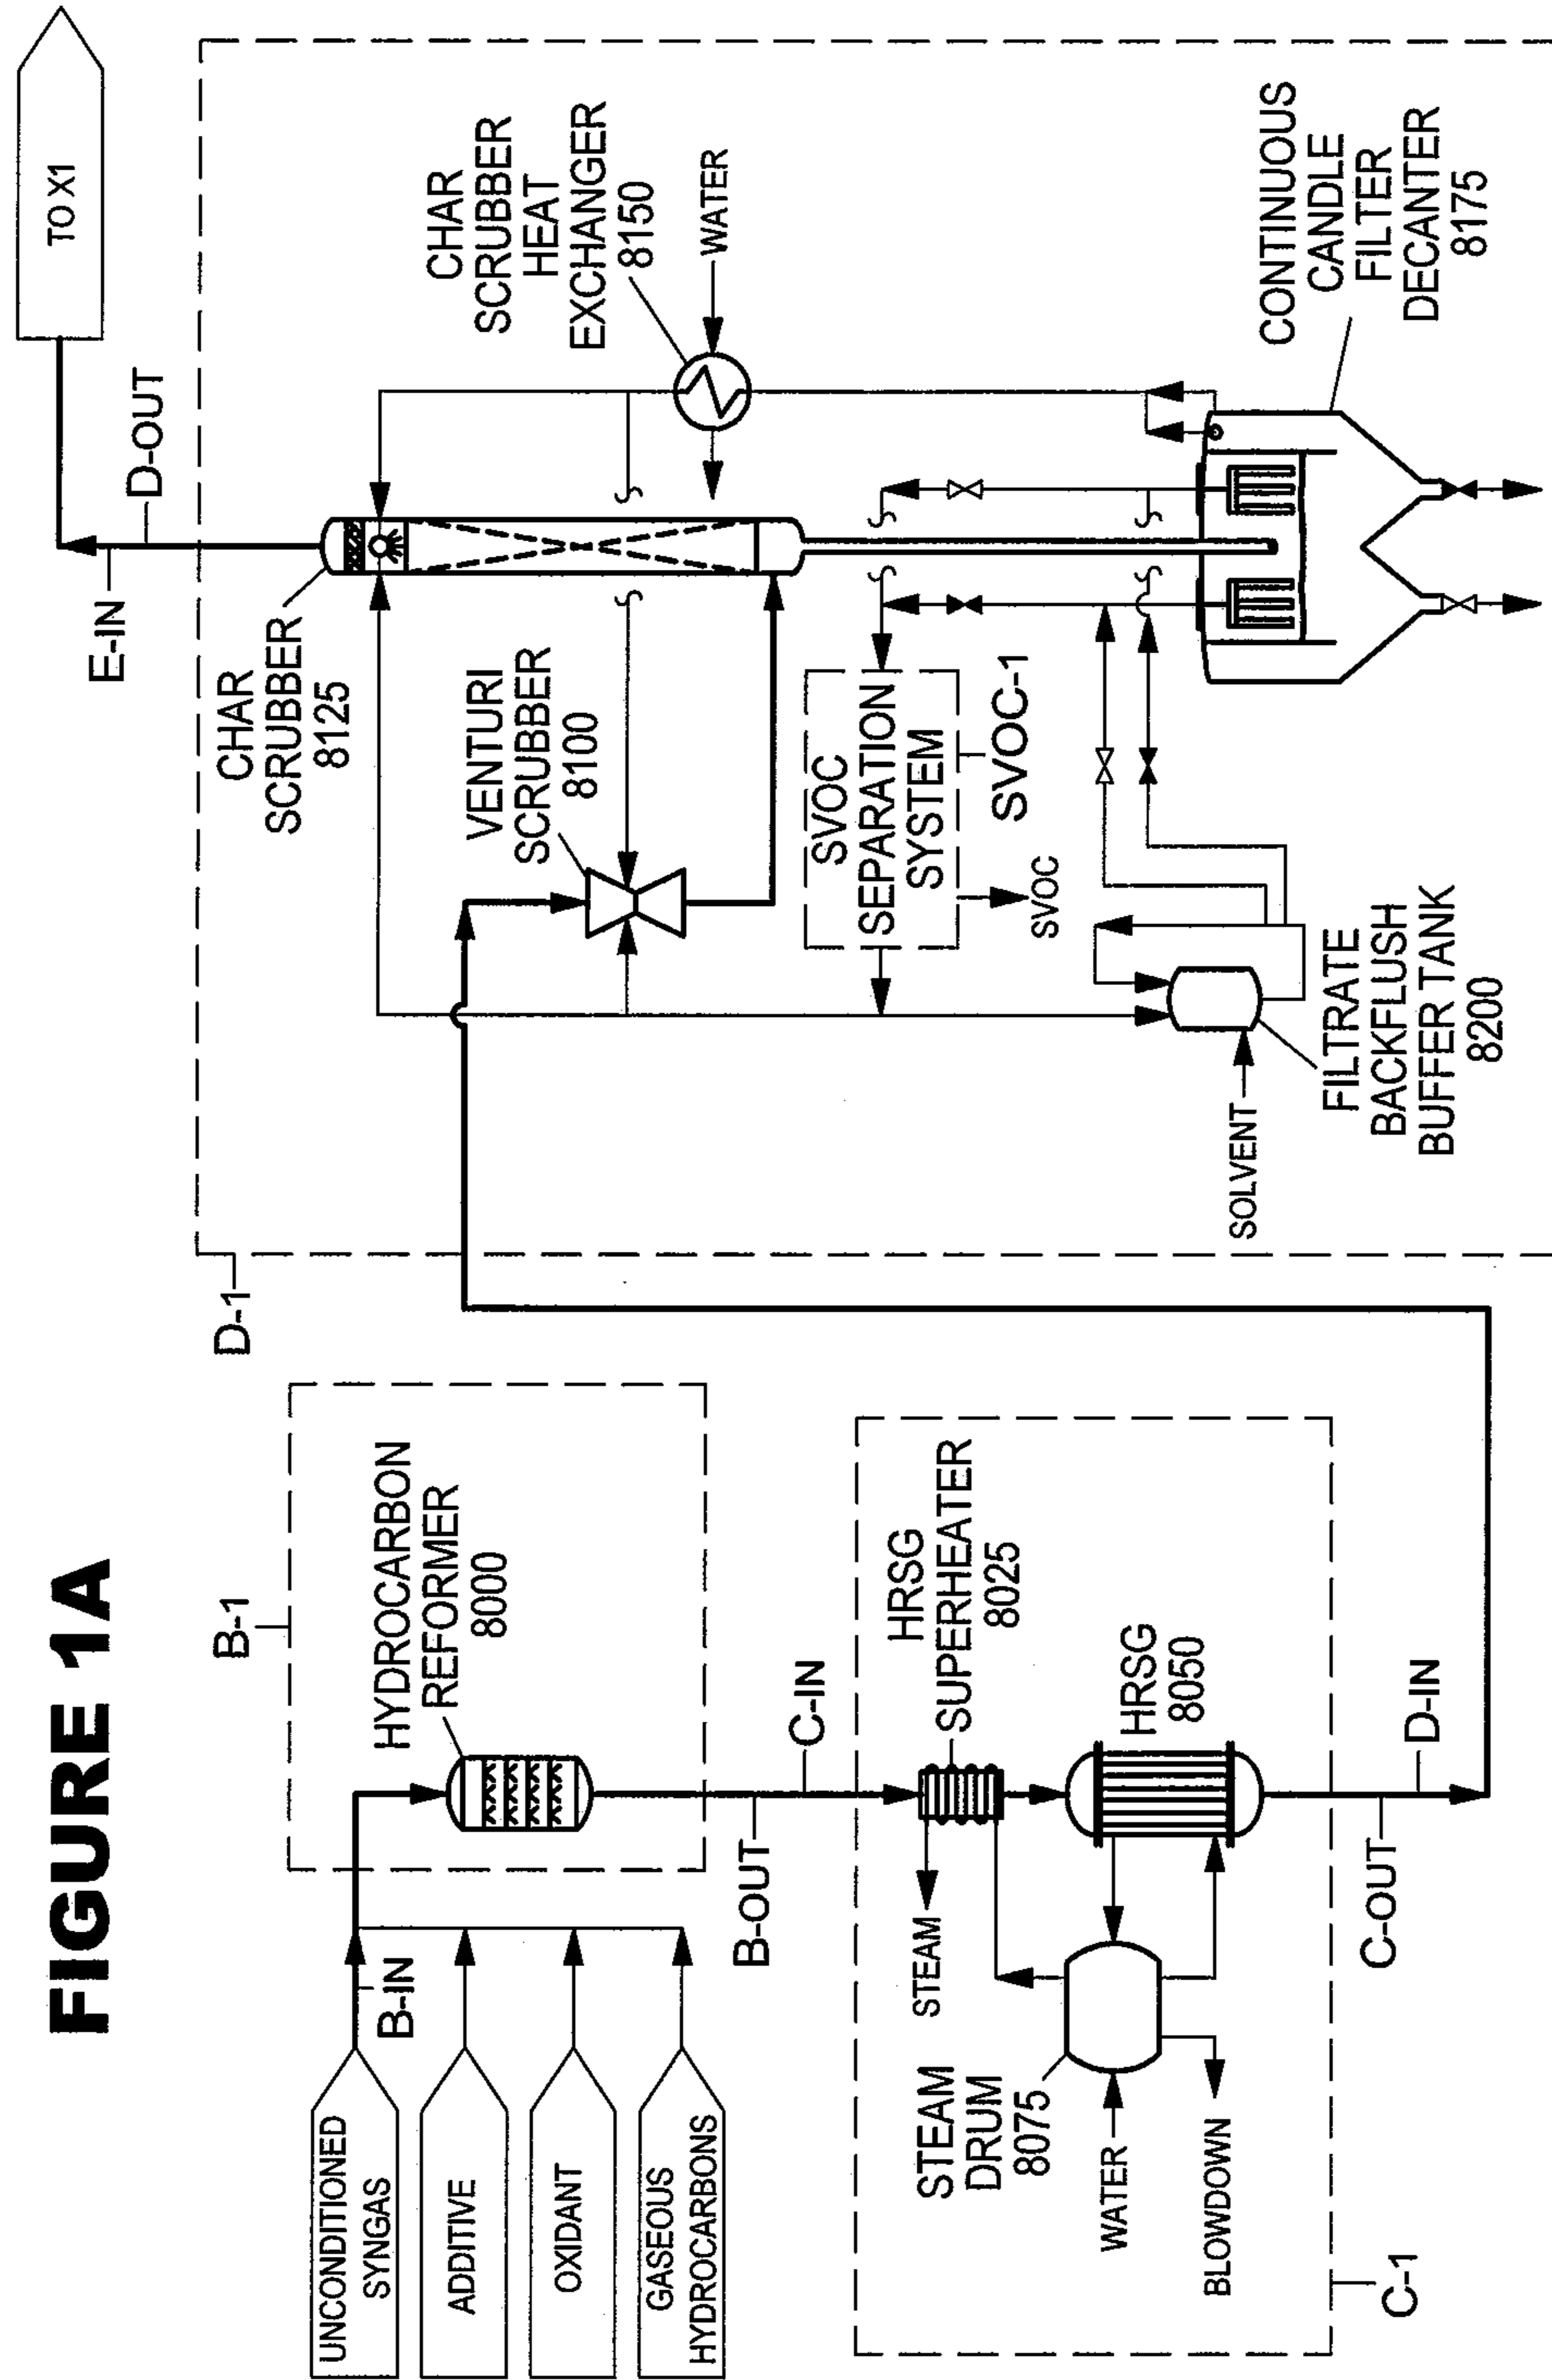 FIGURE 1A
UNCONDITIONED
SYNGAS
ADDITIVE
OXIDANT
GASEOUS
HYDROCARBONS
B-IN
B-1
HYDROCARBON
REFORMER
8000
B-OUT
C-IN
HRSG
SUPERHEATER
8025
STEAM
HRSG
8050
STEAM
DRUM
8075
WATER
BLOWDOWN
C-1
C-OUT
D-IN
D-1
TO X1
E-IN
D-OUT
CHAR
SCRUBBER
8125
VENTURI
SCRUBBER
8100
CHAR
SCRUBBER
HEAT
EXCHANGER
8150
WATER
SVOC
SEPARATION
SYSTEM
SVOC-1
SVOC
SOLVENT
FILTRATE
BACKFLUSH
BUFFER TANK
8200
CONTINUOUS
CANDLE
FILTER
DECANTER
8175